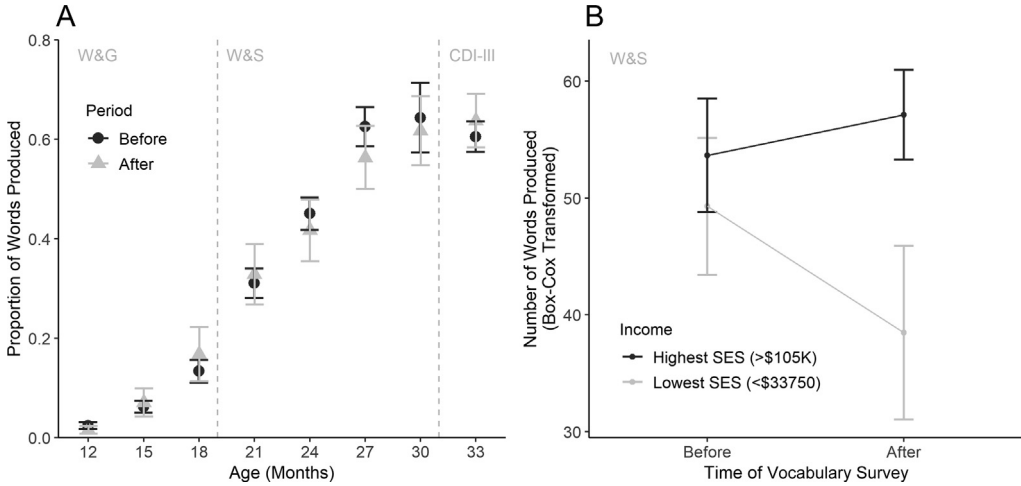 A
W&G
W&S
CDI-III
Period
Before
After
Proportion of Words Produced
0.8
0.6
0.4
0.2
0.0
12 15 18 21 24 27 30 33
Age (Months)
B
W&S
Number of Words Produced
(Box-Cox Transformed)
60
50
40
30
Income
Highest SES (>$105K)
Lowest SES (<$33750)
Before After
Time of Vocabulary Survey